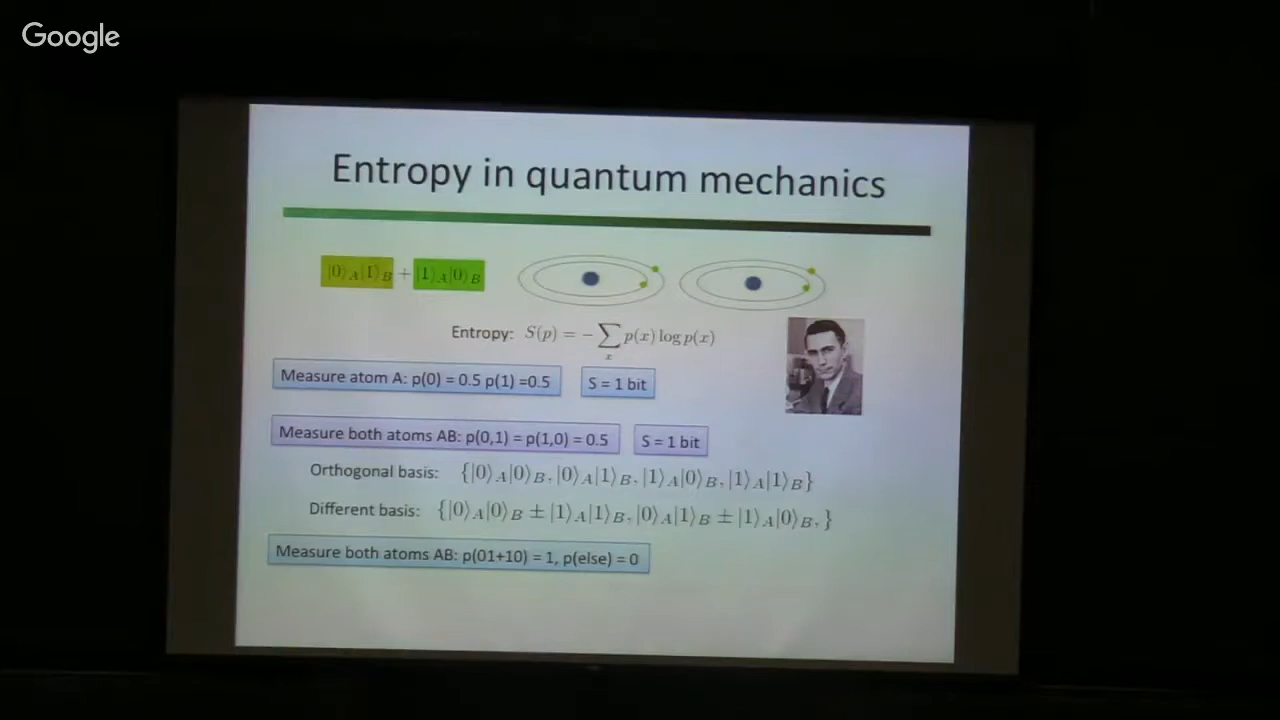 Google
Entropy in quantum mechanics
|0⟩_A|1⟩_B + |1⟩_A|0⟩_B
Entropy: S(p) = −∑_x p(x) log p(x)
Measure atom A: p(0) = 0.5 p(1) =0.5 S = 1 bit
Measure both atoms AB: p(0,1) = p(1,0) = 0.5 S = 1 bit
Orthogonal basis: {|0⟩_A|0⟩_B, |0⟩_A|1⟩_B, |1⟩_A|0⟩_B, |1⟩_A|1⟩_B}
Different basis: {|0⟩_A|0⟩_B ± |1⟩_A|1⟩_B, |0⟩_A|1⟩_B ± |1⟩_A|0⟩_B, }
Measure both atoms AB: p(01+10) = 1, p(else) = 0